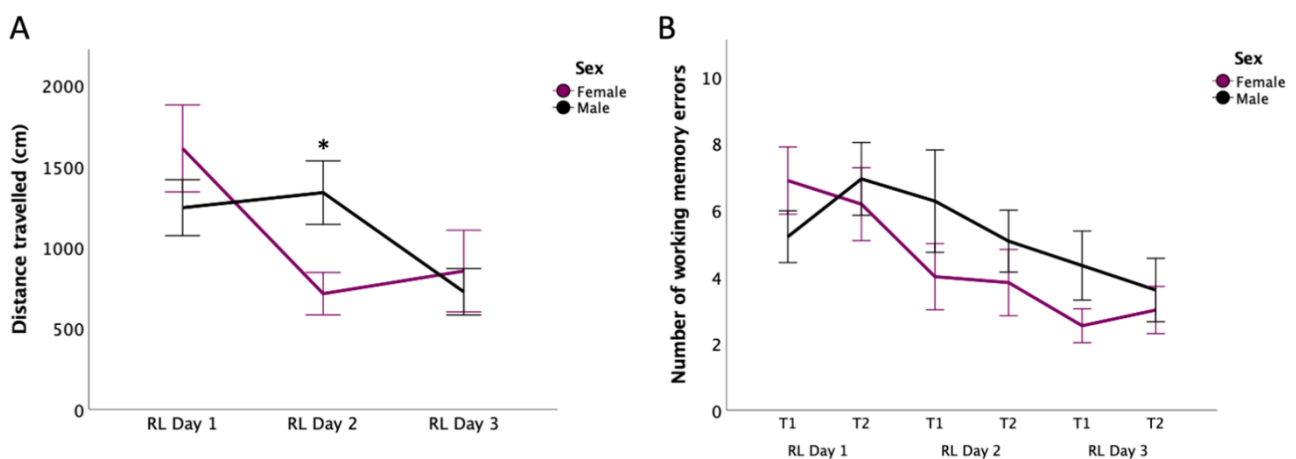 A
Distance travelled (cm)
2000
1500
1000
500
0
*
RL Day 1
RL Day 2
RL Day 3
Sex
Female
Male
B
Number of working memory errors
10
8
6
4
2
0
T1
T2
T1
T2
T1
T2
RL Day 1
RL Day 2
RL Day 3
Sex
Female
Male